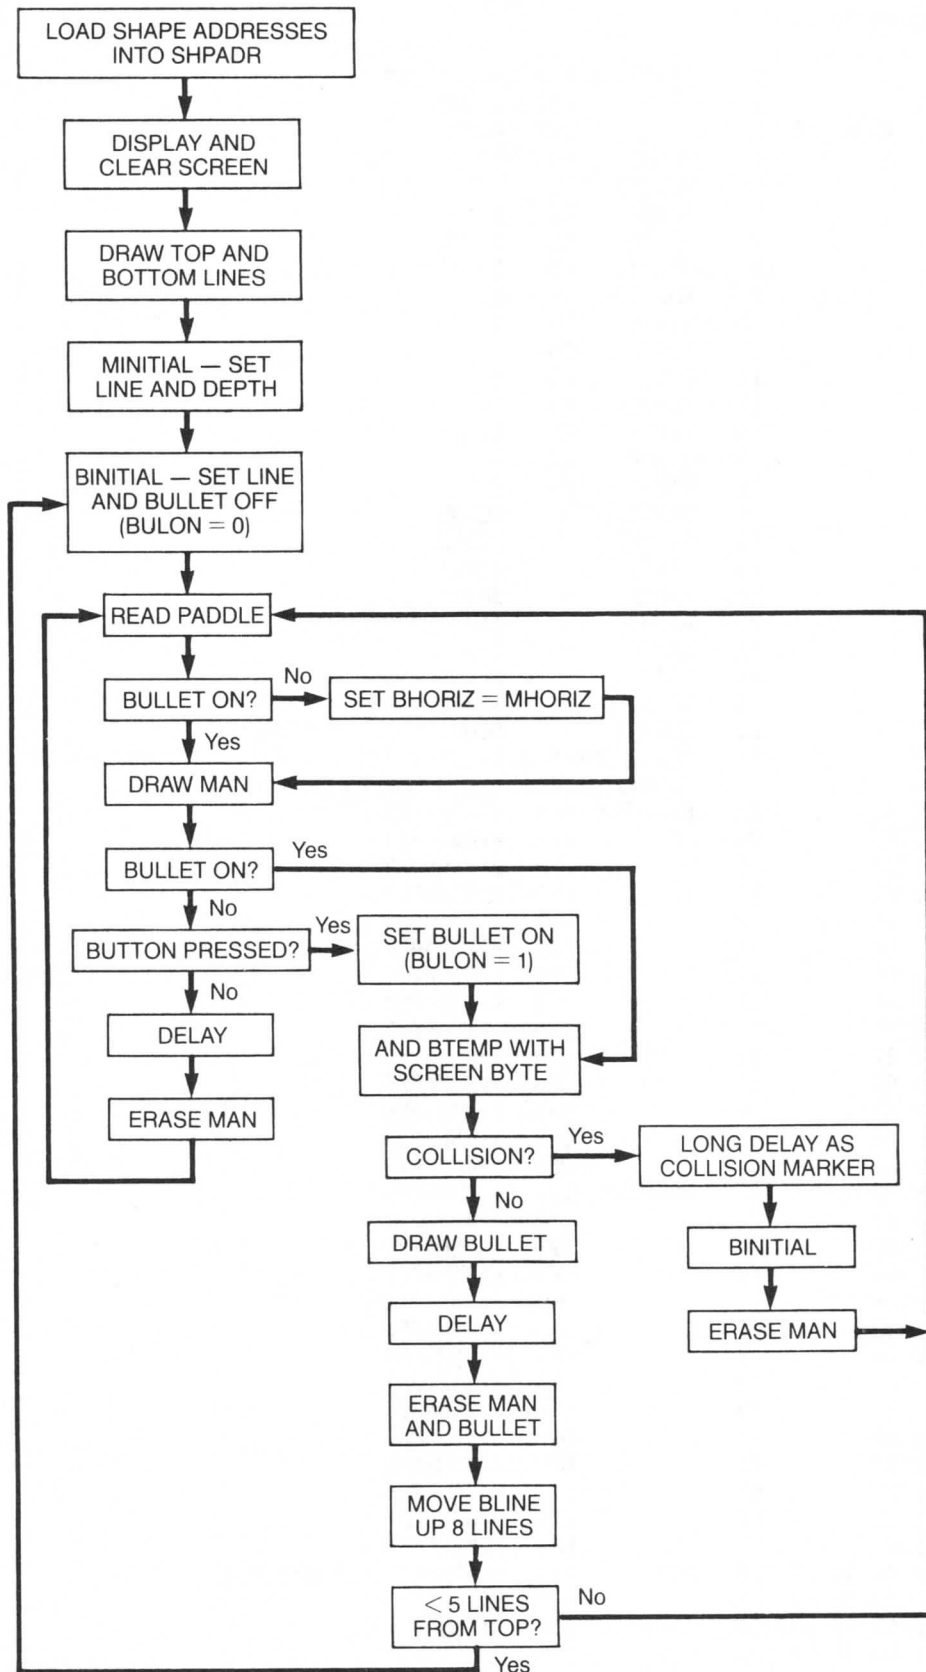 LOAD SHAPE ADDRESSES
INTO SHPADR
DISPLAY AND
CLEAR SCREEN
DRAW TOP AND
BOTTOM LINES
MINITIAL — SET
LINE AND DEPTH
BINITIAL — SET LINE
AND BULLET OFF
(BULON = 0)
READ PADDLE
BULLET ON?
No
SET BHORIZ = MHORIZ
Yes
DRAW MAN
BULLET ON?
Yes
No
BUTTON PRESSED?
Yes
SET BULLET ON
(BULON = 1)
No
DELAY
ERASE MAN
AND BTEMP WITH
SCREEN BYTE
COLLISION?
Yes
LONG DELAY AS
COLLISION MARKER
BINITIAL
ERASE MAN
No
DRAW BULLET
DELAY
ERASE MAN
AND BULLET
MOVE BLINE
UP 8 LINES
< 5 LINES
FROM TOP?
No
Yes